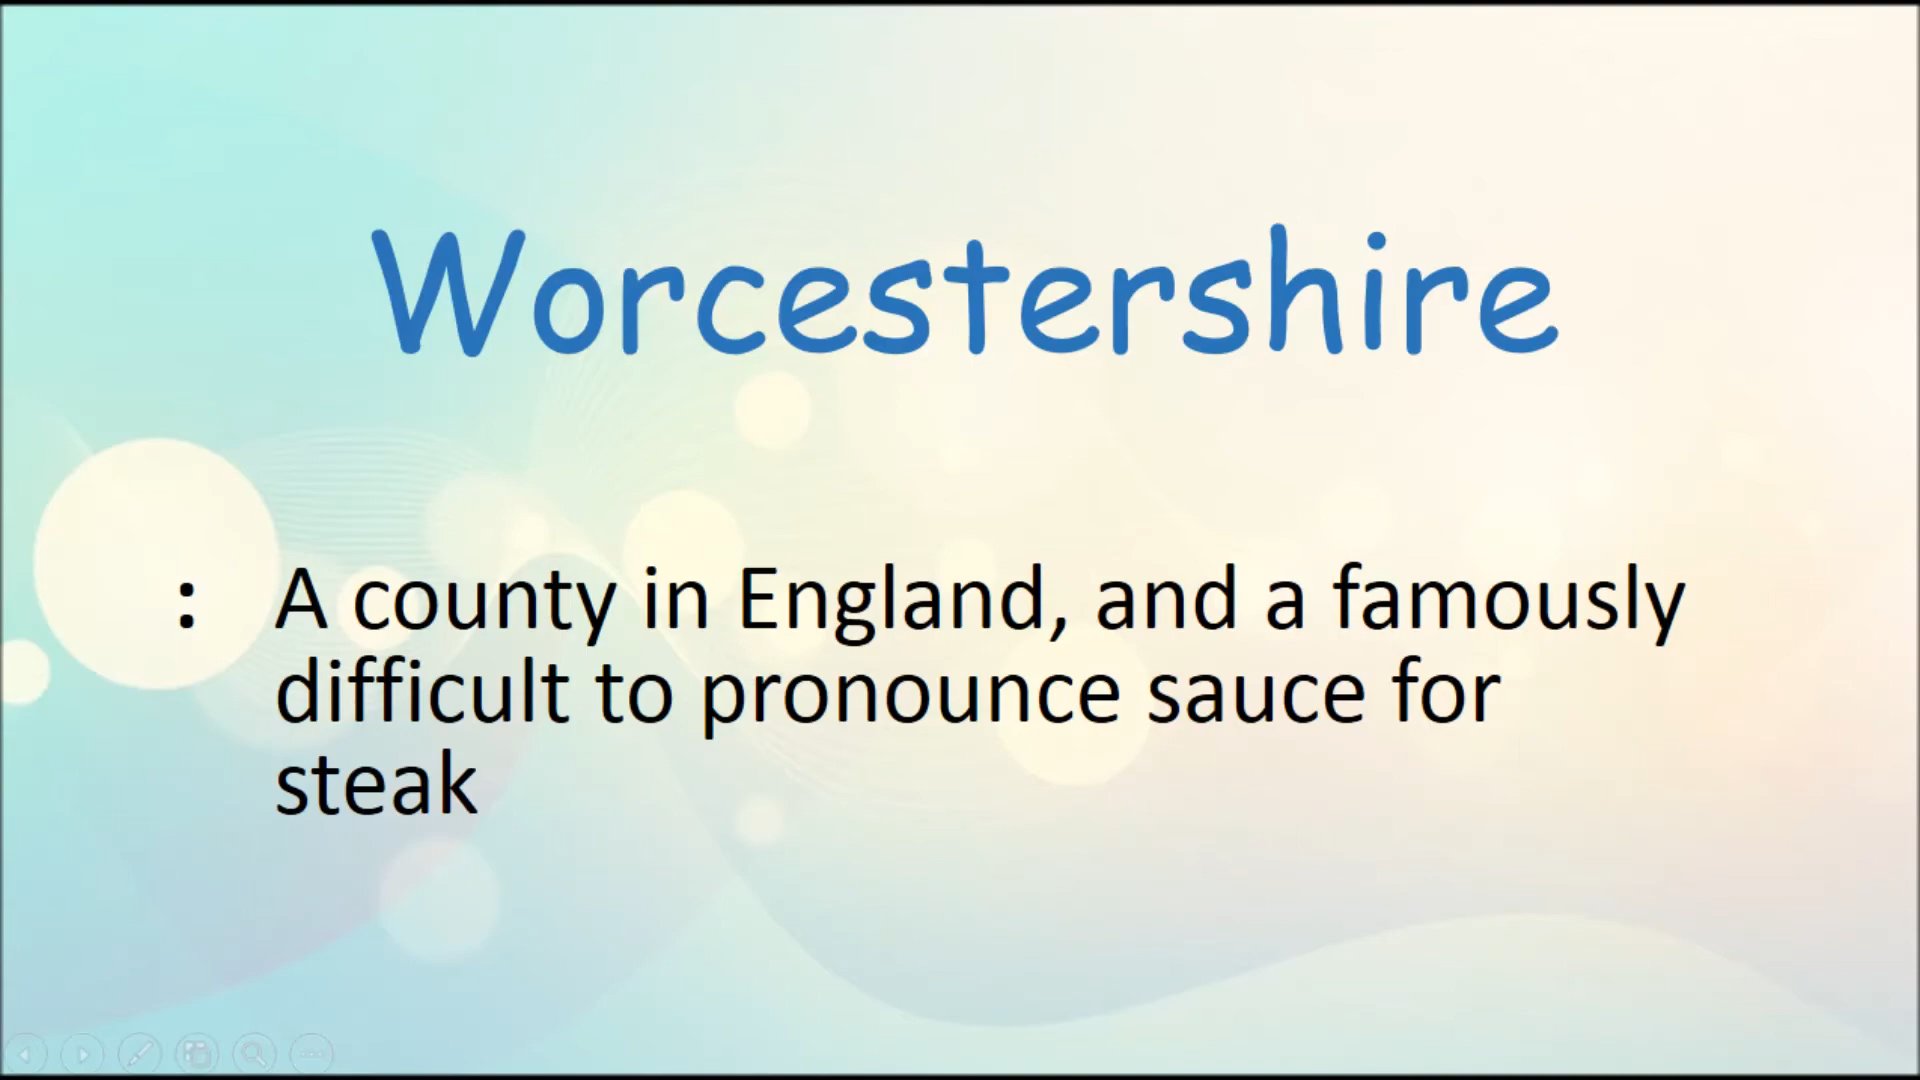 Worcestershire
: A county in England, and a famously
difficult to pronounce sauce for
steak